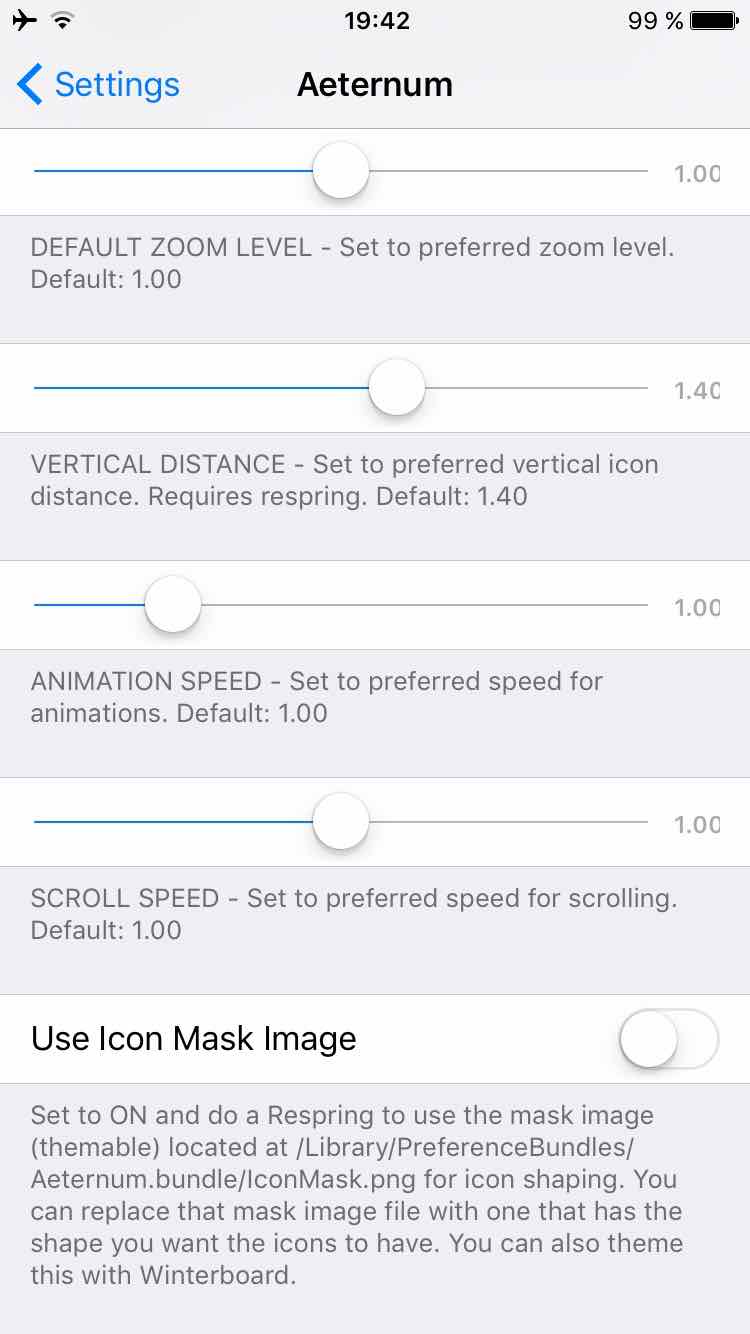 19:42
99 %
Settings
Aeternum
1.00
DEFAULT ZOOM LEVEL - Set to preferred zoom level.
Default: 1.00
1.40
VERTICAL DISTANCE - Set to preferred vertical icon
distance. Requires respring. Default: 1.40
1.00
ANIMATION SPEED - Set to preferred speed for
animations. Default: 1.00
1.00
SCROLL SPEED - Set to preferred speed for scrolling.
Default: 1.00
Use Icon Mask Image
Set to ON and do a Respring to use the mask image
(themable) located at /Library/PreferenceBundles/
Aeternum.bundle/IconMask.png for icon shaping. You
can replace that mask image file with one that has the
shape you want the icons to have. You can also theme
this with Winterboard.